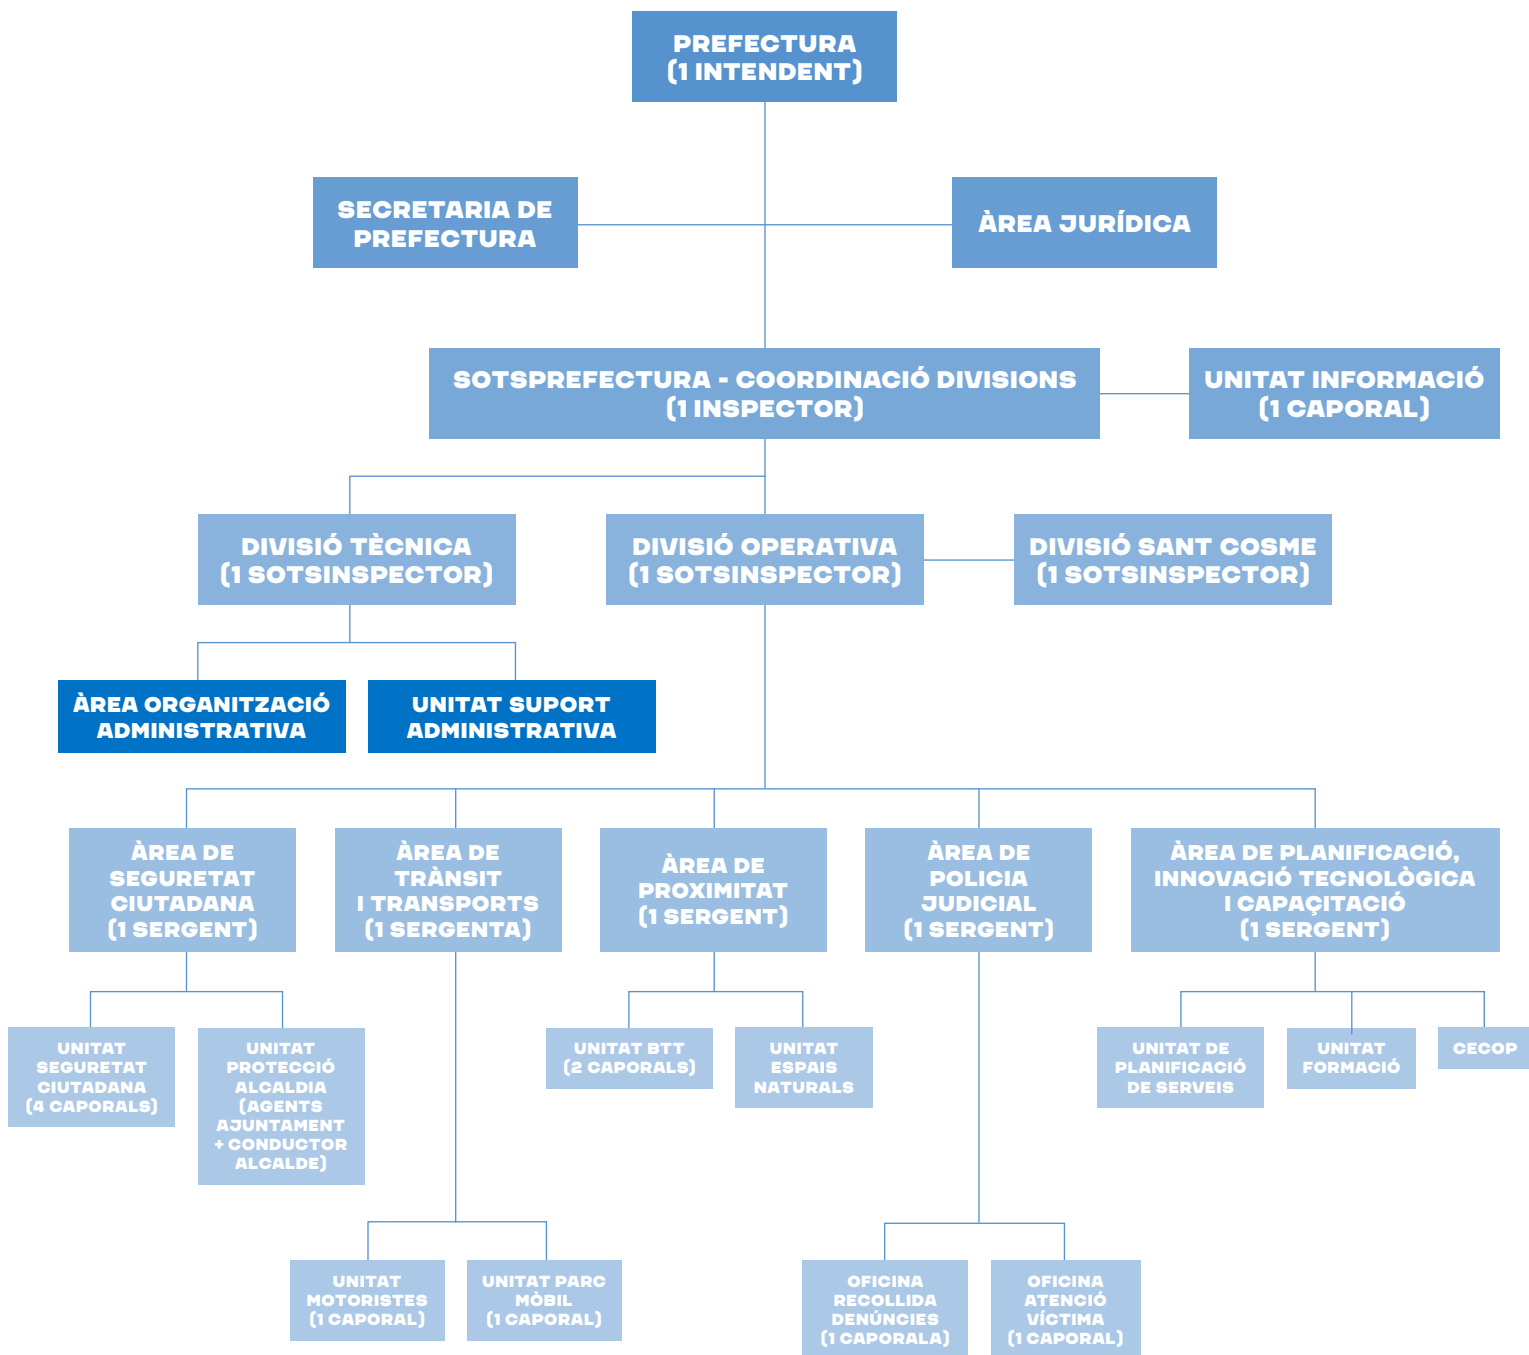 PREFECTURA
(1 INTENDENT)
SECRETARIA DE
PREFECTURA
ÀREA JURÍDICA
SOTSPREFECTURA - COORDINACIÓ DIVISIONS
(1 INSPECTOR)
UNITAT INFORMACIÓ
(1 CAPORAL)
DIVISIÓ TÈCNICA
(1 SOTSINSPECTOR)
DIVISIÓ OPERATIVA
(1 SOTSINSPECTOR)
DIVISIÓ SANT COSME
(1 SOTSINSPECTOR)
ÀREA ORGANITZACIÓ
ADMINISTRATIVA
UNITAT SUPORT
ADMINISTRATIVA
ÀREA DE
SEGURETAT
CIUTADANA
(1 SERGENT)
ÀREA DE
TRÀNSIT
I TRANSPORTS
(1 SERGENTA)
ÀREA DE
PROXIMITAT
(1 SERGENT)
ÀREA DE
POLICIA
JUDICIAL
(1 SERGENT)
ÀREA DE PLANIFICACIÓ,
INNOVACIÓ TECNOLÒGICA
I CAPAÇITACIÓ
(1 SERGENT)
UNITAT
SEGURETAT
CIUTADANA
(4 CAPORALS)
UNITAT
PROTECCIÓ
ALCALDIA
(AGENTS
AJUNTAMENT
+ CONDUCTOR
ALCALDE)
UNITAT BTT
(2 CAPORALS)
UNITAT
ESPAIS
NATURALS
UNITAT DE
PLANIFICACIÓ
DE SERVEIS
UNITAT
FORMACIÓ
CECOP
UNITAT
MOTORISTES
(1 CAPORAL)
UNITAT PARC
MÒBIL
(1 CAPORAL)
OFICINA
RECOLLIDA
DENÚNCIES
(1 CAPORALA)
OFICINA
ATENCIÓ
VÍCTIMA
(1 CAPORAL)